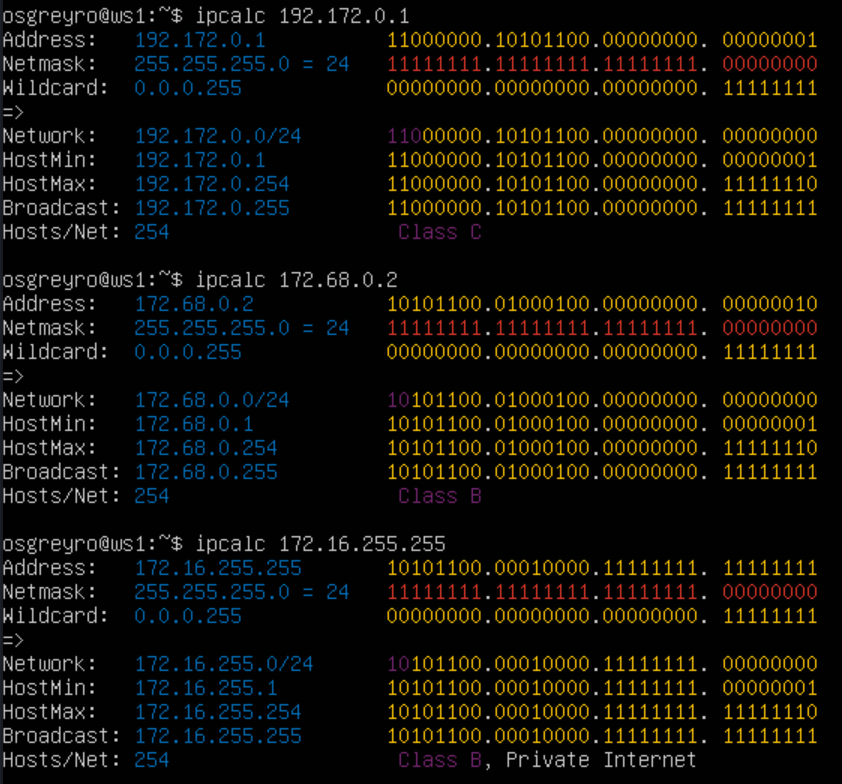 osgreyro@ws1:~$ ipcalc 192.172.0.1
Address: 192.172.0.1 11000000.10101100.00000000. 00000001
Netmask: 255.255.255.0 = 24 11111111.11111111.11111111. 00000000
Wildcard: 0.0.0.255 00000000.00000000.00000000. 11111111
=>
Network: 192.172.0.0/24 11000000.10101100.00000000. 00000000
HostMin: 192.172.0.1 11000000.10101100.00000000. 00000001
HostMax: 192.172.0.254 11000000.10101100.00000000. 11111110
Broadcast: 192.172.0.255 11000000.10101100.00000000. 11111111
Hosts/Net: 254 Class C
osgreyro@ws1:~$ ipcalc 172.68.0.2
Address: 172.68.0.2 10101100.01000100.00000000. 00000010
Netmask: 255.255.255.0 = 24 11111111.11111111.11111111. 00000000
Wildcard: 0.0.0.255 00000000.00000000.00000000. 11111111
=>
Network: 172.68.0.0/24 10101100.01000100.00000000. 00000000
HostMin: 172.68.0.1 10101100.01000100.00000000. 00000001
HostMax: 172.68.0.254 10101100.01000100.00000000. 11111110
Broadcast: 172.68.0.255 10101100.01000100.00000000. 11111111
Hosts/Net: 254 Class B
osgreyro@ws1:~$ ipcalc 172.16.255.255
Address: 172.16.255.255 10101100.00010000.11111111. 11111111
Netmask: 255.255.255.0 = 24 11111111.11111111.11111111. 00000000
Wildcard: 0.0.0.255 00000000.00000000.00000000. 11111111
=>
Network: 172.16.255.0/24 10101100.00010000.11111111. 00000000
HostMin: 172.16.255.1 10101100.00010000.11111111. 00000001
HostMax: 172.16.255.254 10101100.00010000.11111111. 11111110
Broadcast: 172.16.255.255 10101100.00010000.11111111. 11111111
Hosts/Net: 254 Class B, Private Internet